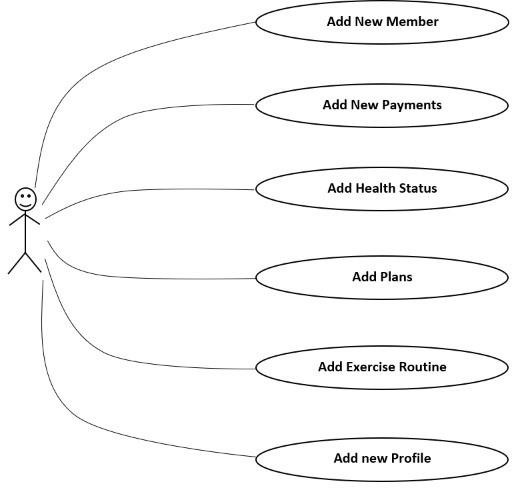 Add New Member
Add New Payments
Add Health Status
Add Plans
Add Exercise Routine
Add new Profile